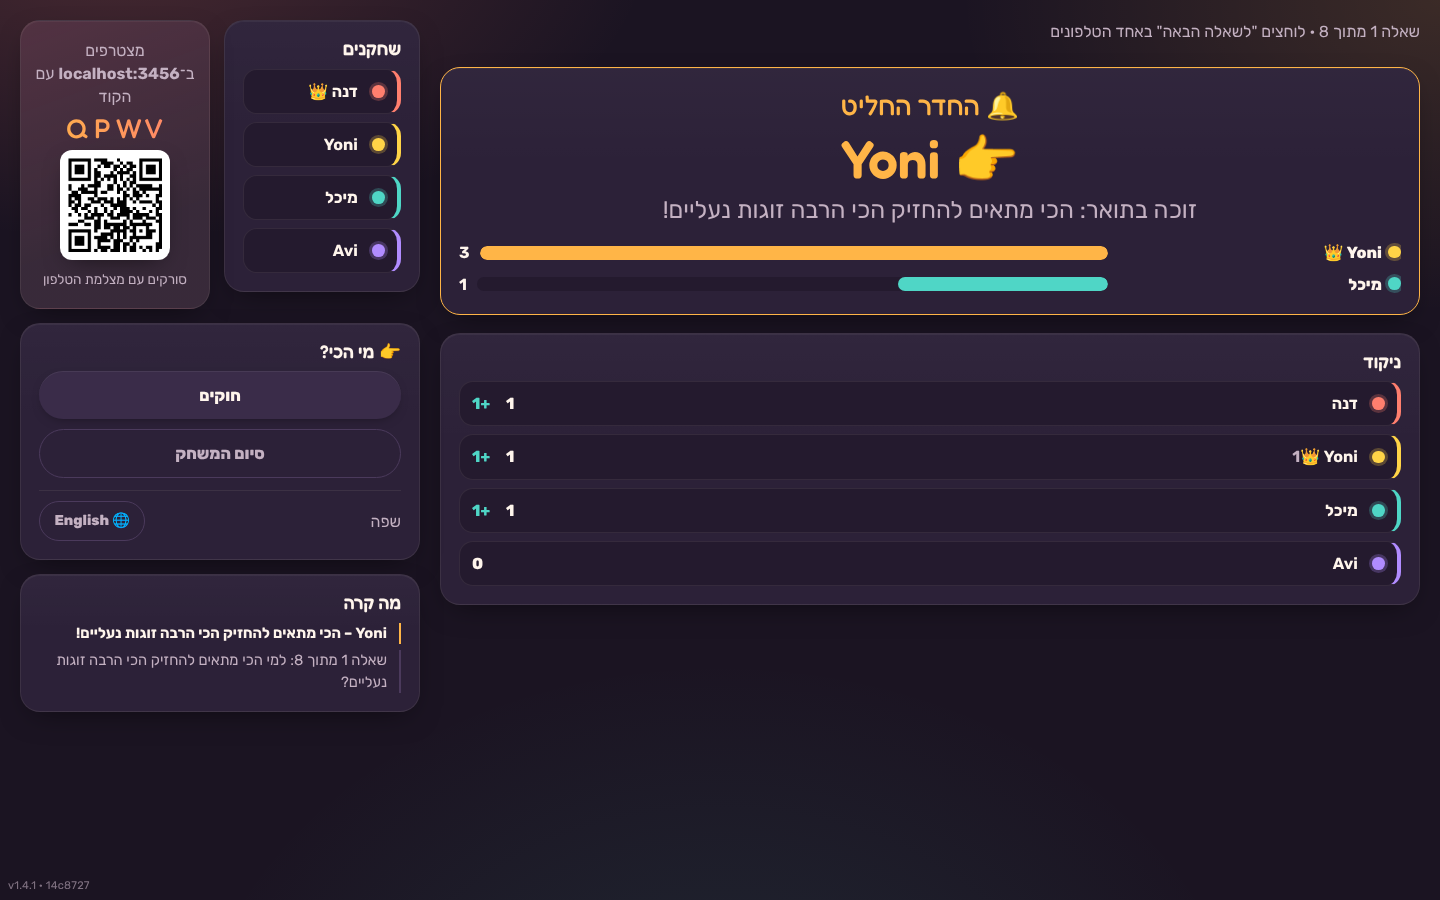 שאלה 1 מתוך 8 • לוחצים "לשאלה הבאה" באחד הטלפונים
🔔 החדר החליט
👉 Yoni
זוכה בתואר: הכי מתאים להחזיק הכי הרבה זוגות נעליים!
Yoni 👑 3
מיכל 1
ניקוד
דנה 1 +1
Yoni 👑1 1 +1
מיכל 1 +1
Avi 0
שחקנים
דנה 👑
Yoni
מיכל
Avi
מצטרפים
ב־localhost:3456 עם
הקוד
QPWV
סורקים עם מצלמת הטלפון
👉 מי הכי?
חוקים
סיום המשחק
שפה
🌐 English
מה קרה
Yoni – הכי מתאים להחזיק הכי הרבה זוגות נעליים!
שאלה 1 מתוך 8: למי הכי מתאים להחזיק הכי הרבה זוגות
נעליים?
v1.4.1 • 14c8727